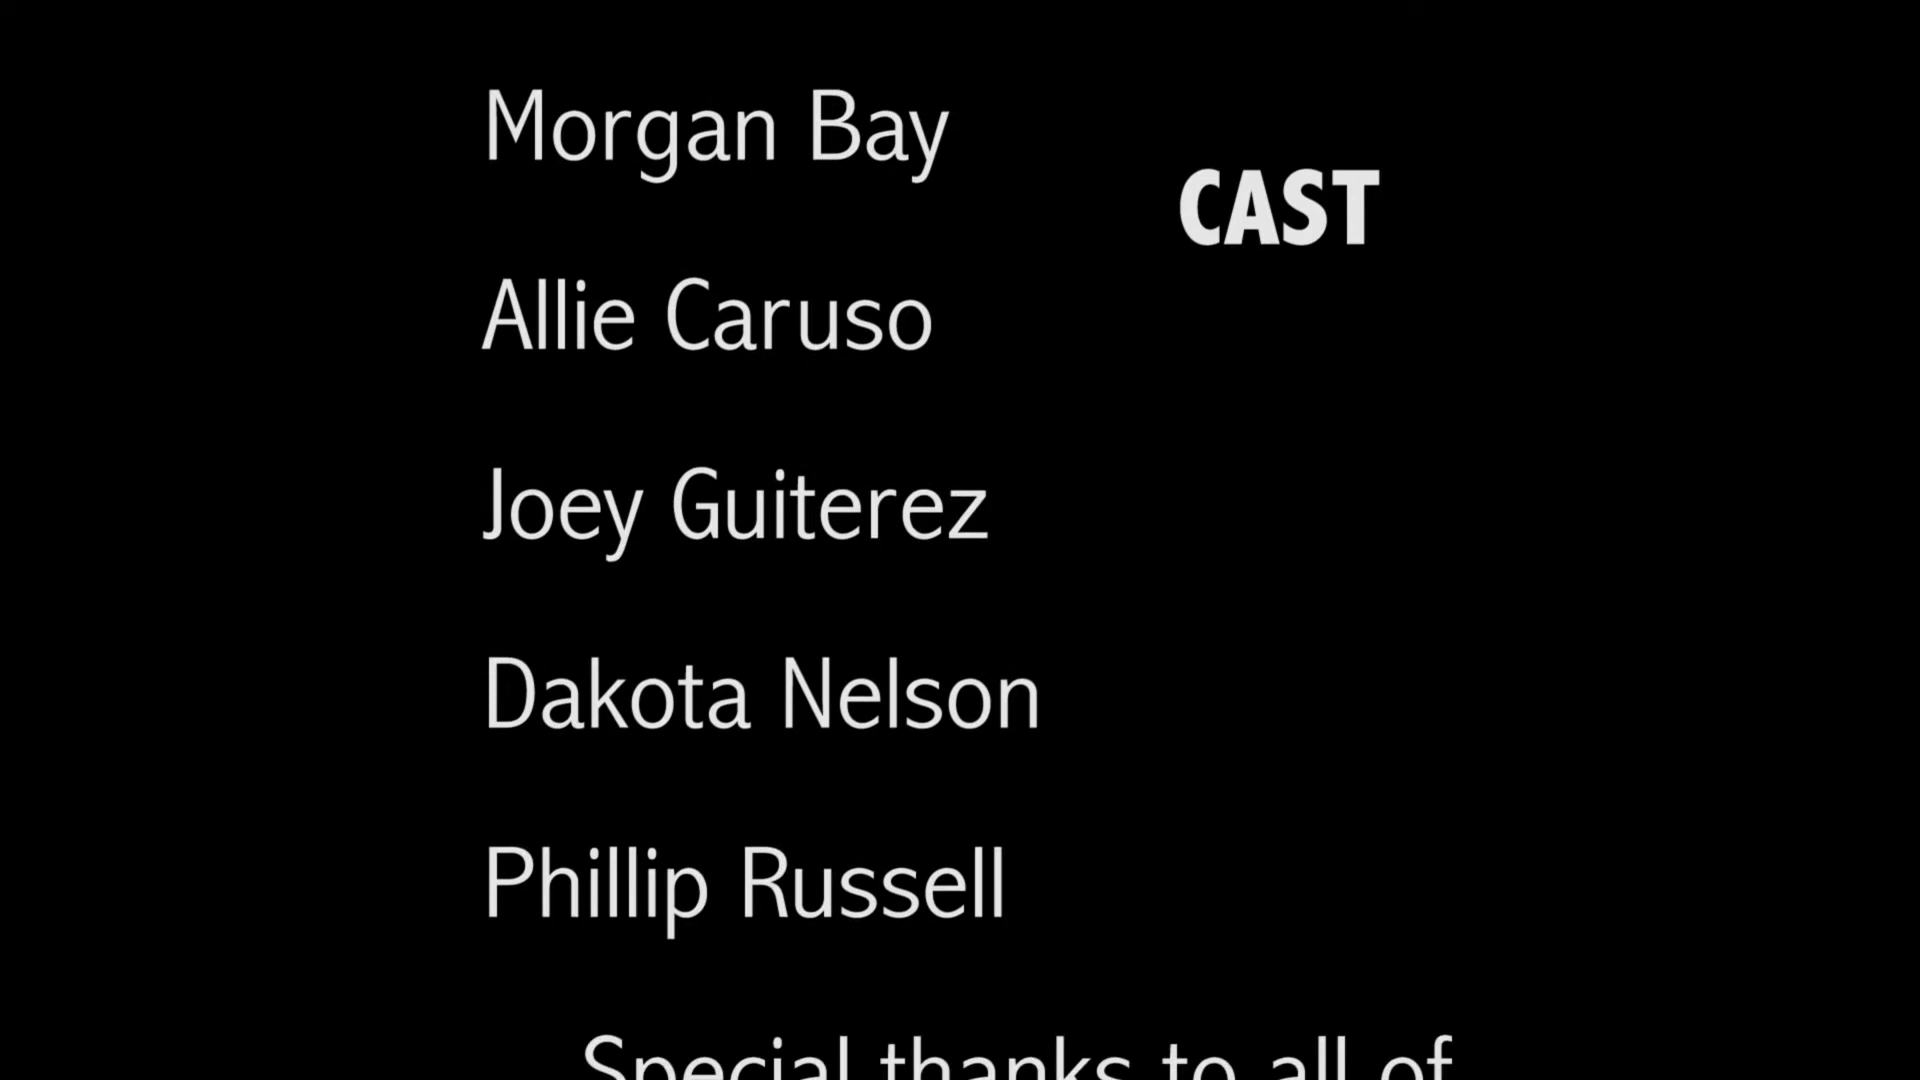 Morgan Bay
CAST
Allie Caruso
Joey Guiterez
Dakota Nelson
Phillip Russell
Special thanks to all of